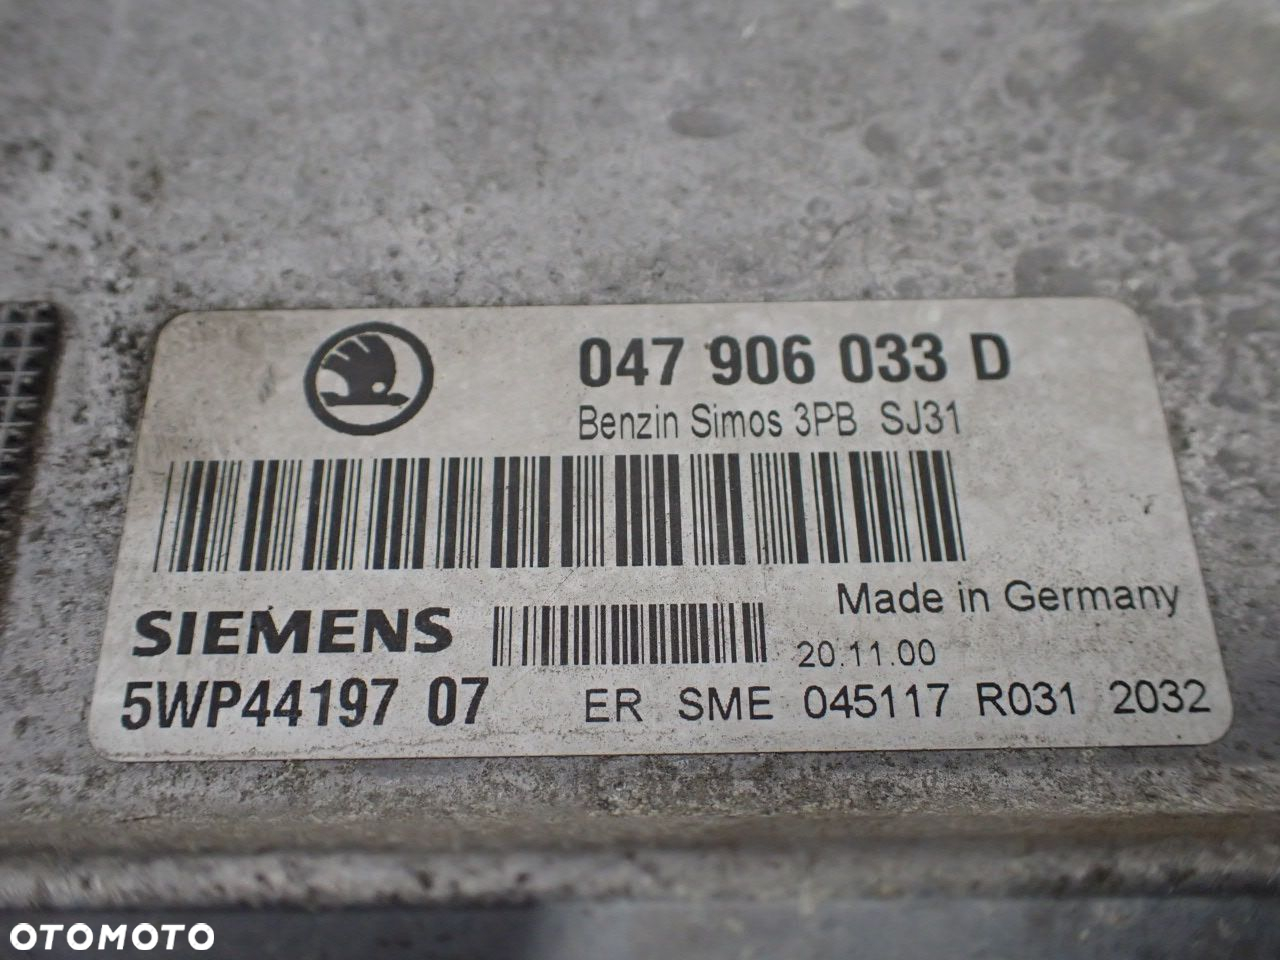 047 906 033 D
Benzin Simos 3PB SJ31
Made in Germany
SIEMENS
20.11.00
5WP44197 07
ER SME 045117 R031 2032
OTOMOTO